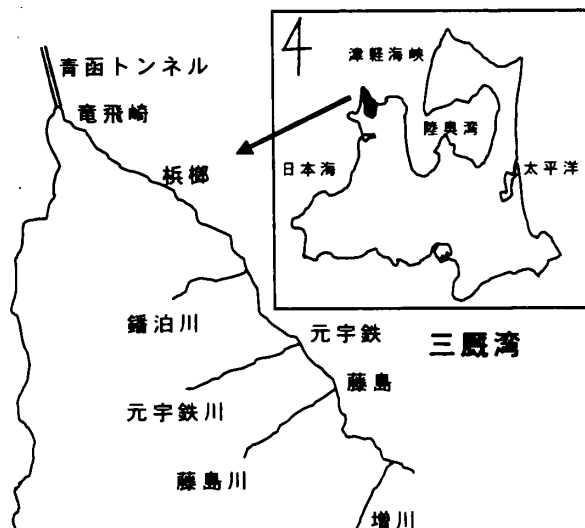 青函トンネル
竜飛崎
梹榔
鐇泊川
元宇鉄
元宇鉄川
藤島
藤島川
増川
三厩湾
4
津軽海峡
陸奥湾
日本海
太平洋